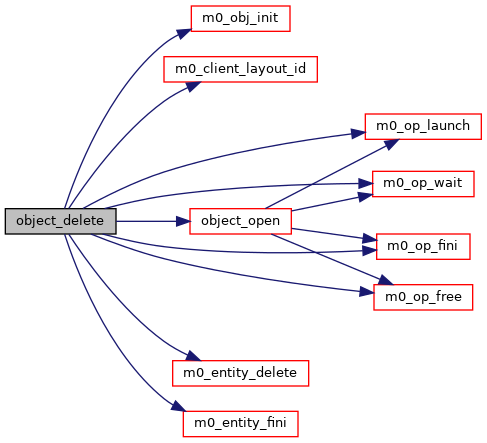 m0_obj_init
m0_client_layout_id
m0_op_launch
m0_op_wait
object_delete
object_open
m0_op_fini
m0_op_free
m0_entity_delete
m0_entity_fini